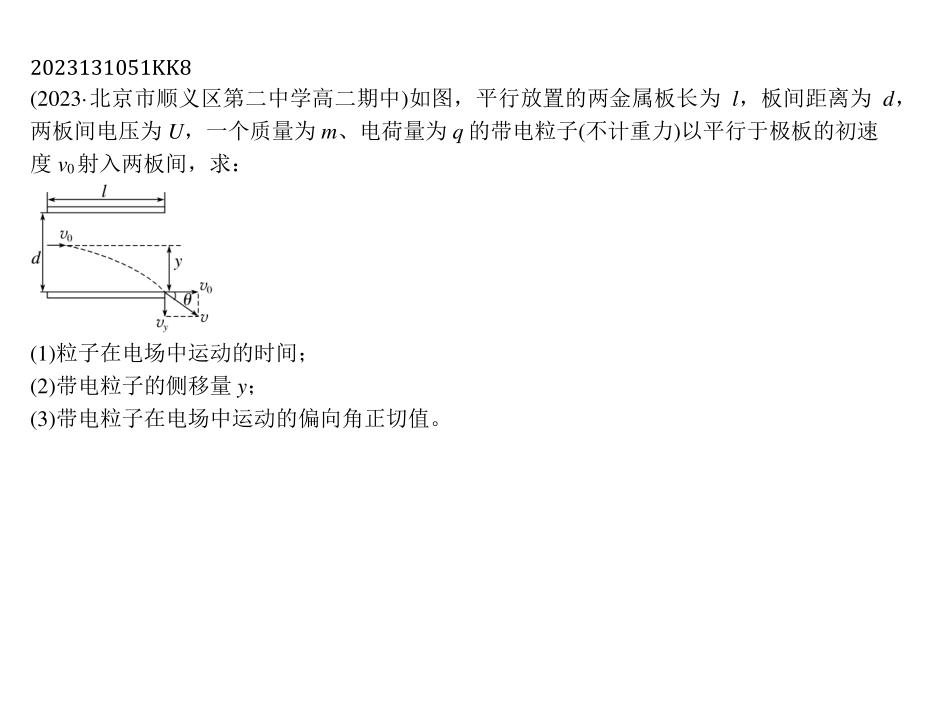 2023131051KK8
(2023·北京市顺义区第二中学高二期中)如图，平行放置的两金属板长为 l，板间距离为 d，
两板间电压为 U，一个质量为 m、电荷量为 q 的带电粒子(不计重力)以平行于极板的初速
度 v₀射入两板间，求：
l
v₀
d
y
v₀
θ
v
v_y
(1)粒子在电场中运动的时间；
(2)带电粒子的侧移量 y；
(3)带电粒子在电场中运动的偏向角正切值。